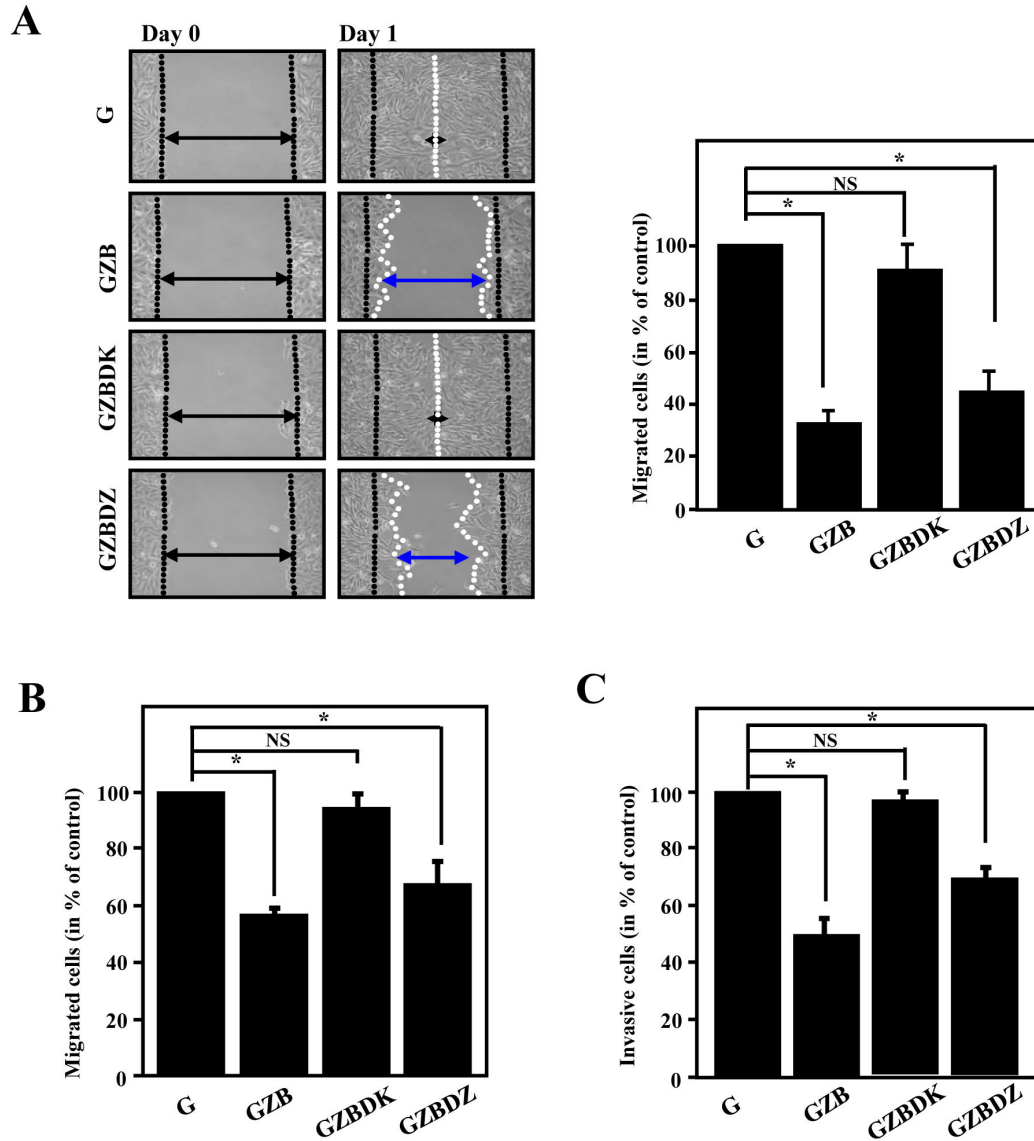 A
Day 0
Day 1
G
GZB
GZBDK
GZBDZ
Migrated cells (in % of control)
100
80
60
40
20
0
*
NS
*
G
GZB
GZBDK
GZBDZ
B
Migrated cells (in % of control)
100
80
60
40
20
0
*
NS
*
G
GZB
GZBDK
GZBDZ
C
Invasive cells (in % of control)
100
80
60
40
20
0
*
NS
*
G
GZB
GZBDK
GZBDZ